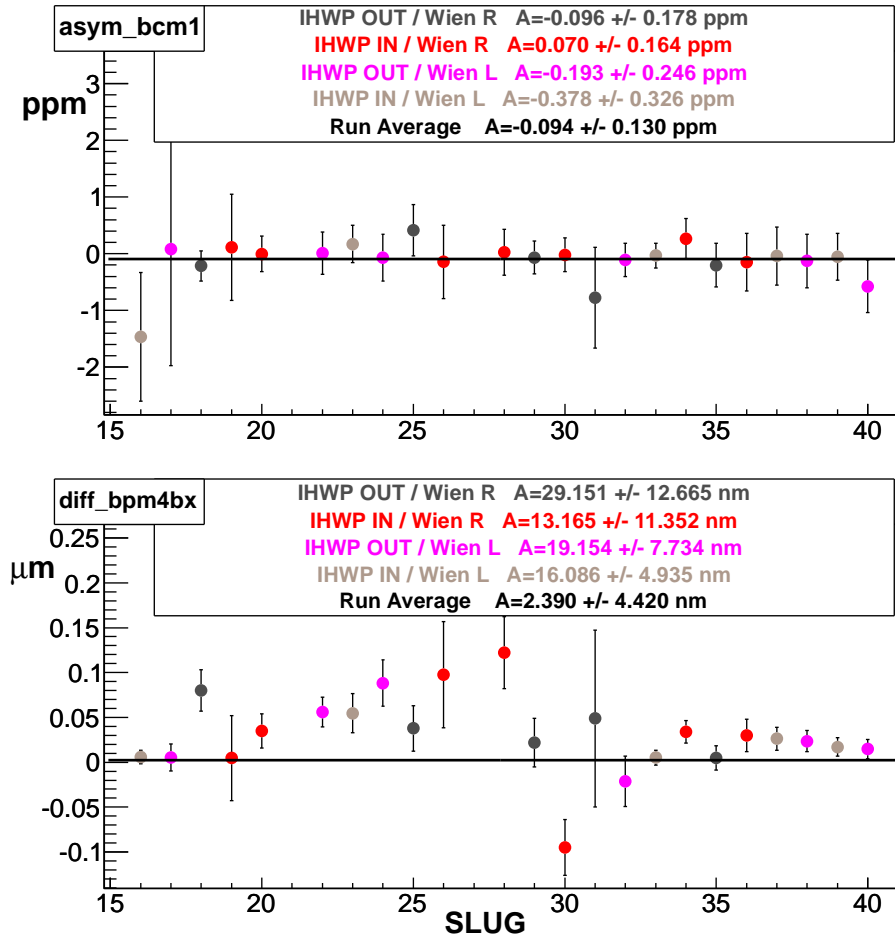 asym_bcm1
IHWP OUT / Wien R A=-0.096 +/- 0.178 ppm
IHWP IN / Wien R A=0.070 +/- 0.164 ppm
IHWP OUT / Wien L A=-0.193 +/- 0.246 ppm
IHWP IN / Wien L A=-0.378 +/- 0.326 ppm
Run Average A=-0.094 +/- 0.130 ppm
ppm
3
2
1
0
-1
-2
15 20 25 30 35 40
diff_bpm4bx
IHWP OUT / Wien R A=29.151 +/- 12.665 nm
IHWP IN / Wien R A=13.165 +/- 11.352 nm
IHWP OUT / Wien L A=19.154 +/- 7.734 nm
IHWP IN / Wien L A=16.086 +/- 4.935 nm
Run Average A=2.390 +/- 4.420 nm
μm
0.25
0.2
0.15
0.1
0.05
0
-0.05
-0.1
15 20 25 30 35 40
SLUG